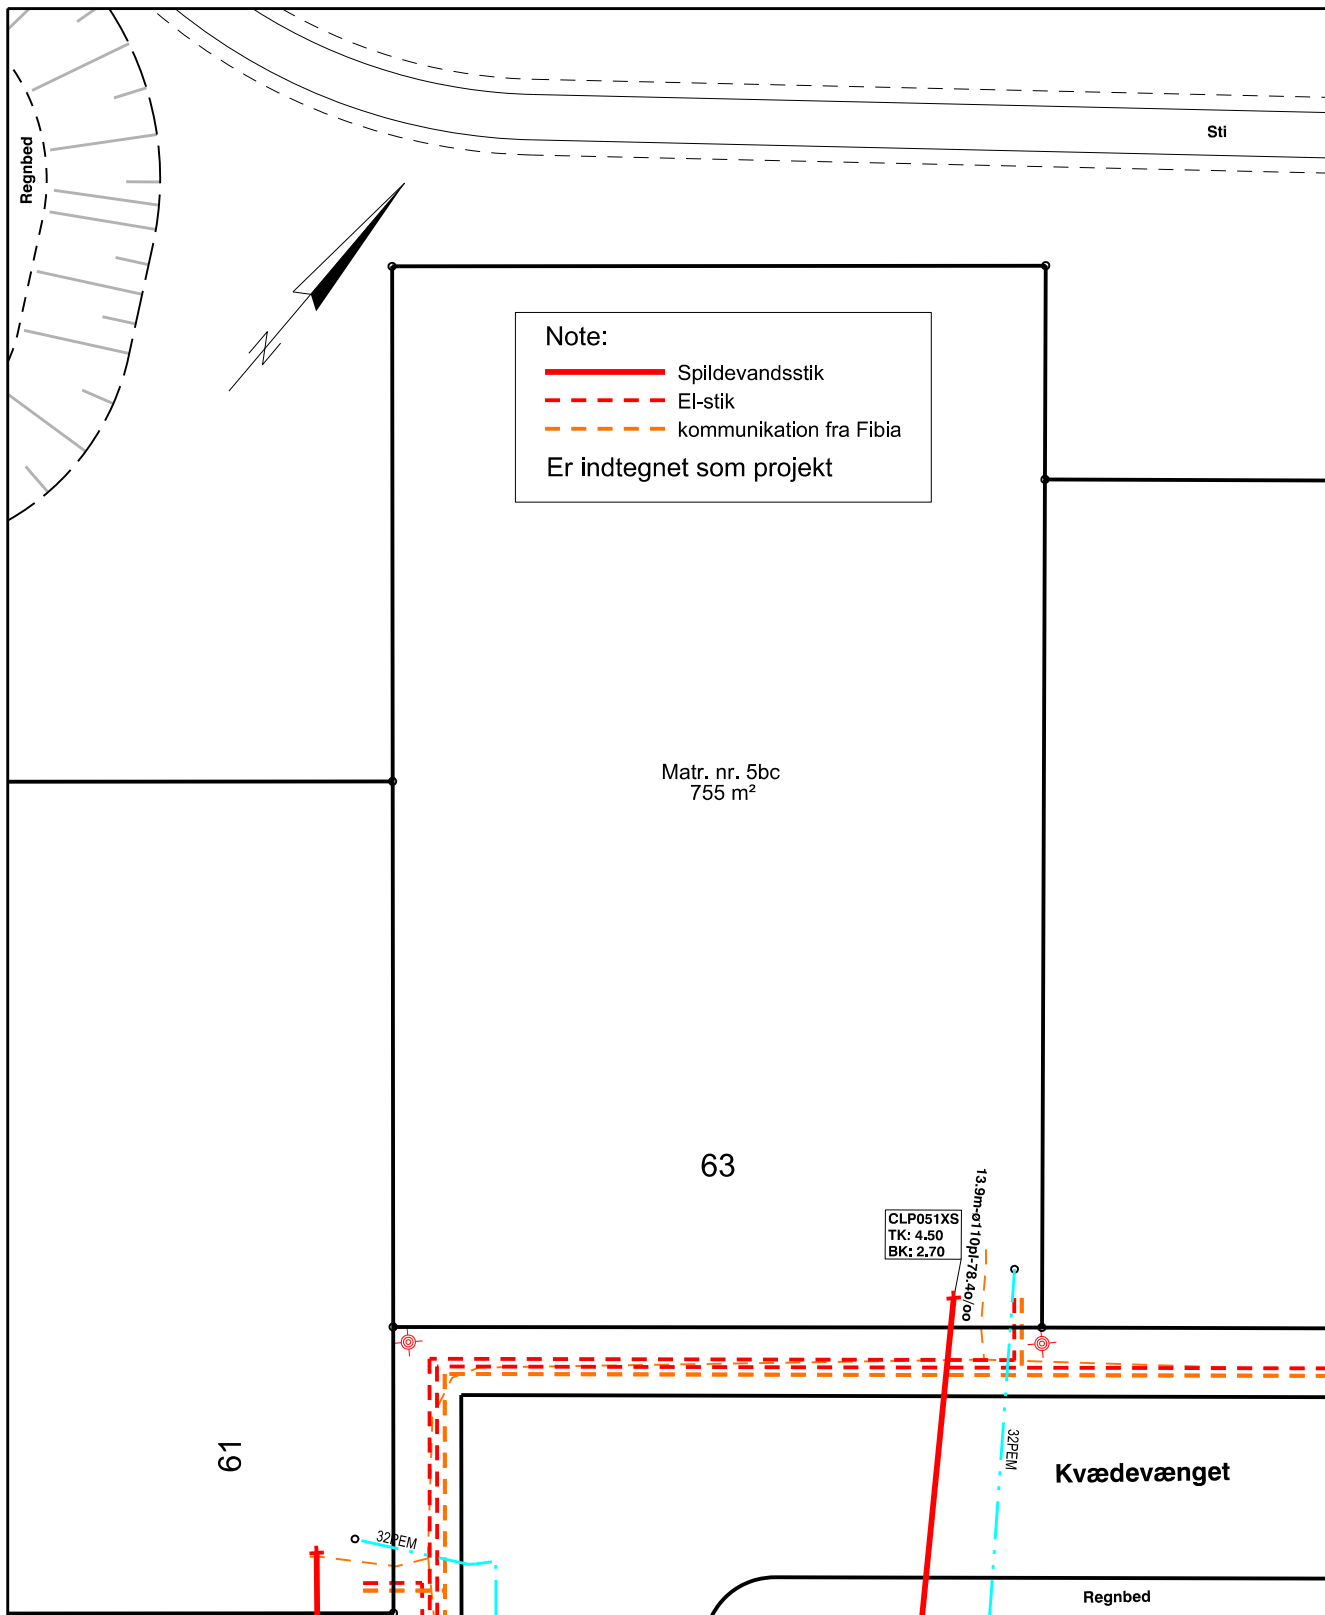 Sti
Regnbed
N
Note:
Spildevandsstik
El-stik
kommunikation fra Fibia
Er indtegnet som projekt
Matr. nr. 5bc
755 m²
63
13.9m-ø110pl-78.4o/oo
CLP051XS
TK: 4.50
BK: 2.70
61
32PEM
Kvædevænget
32PEM
Regnbed